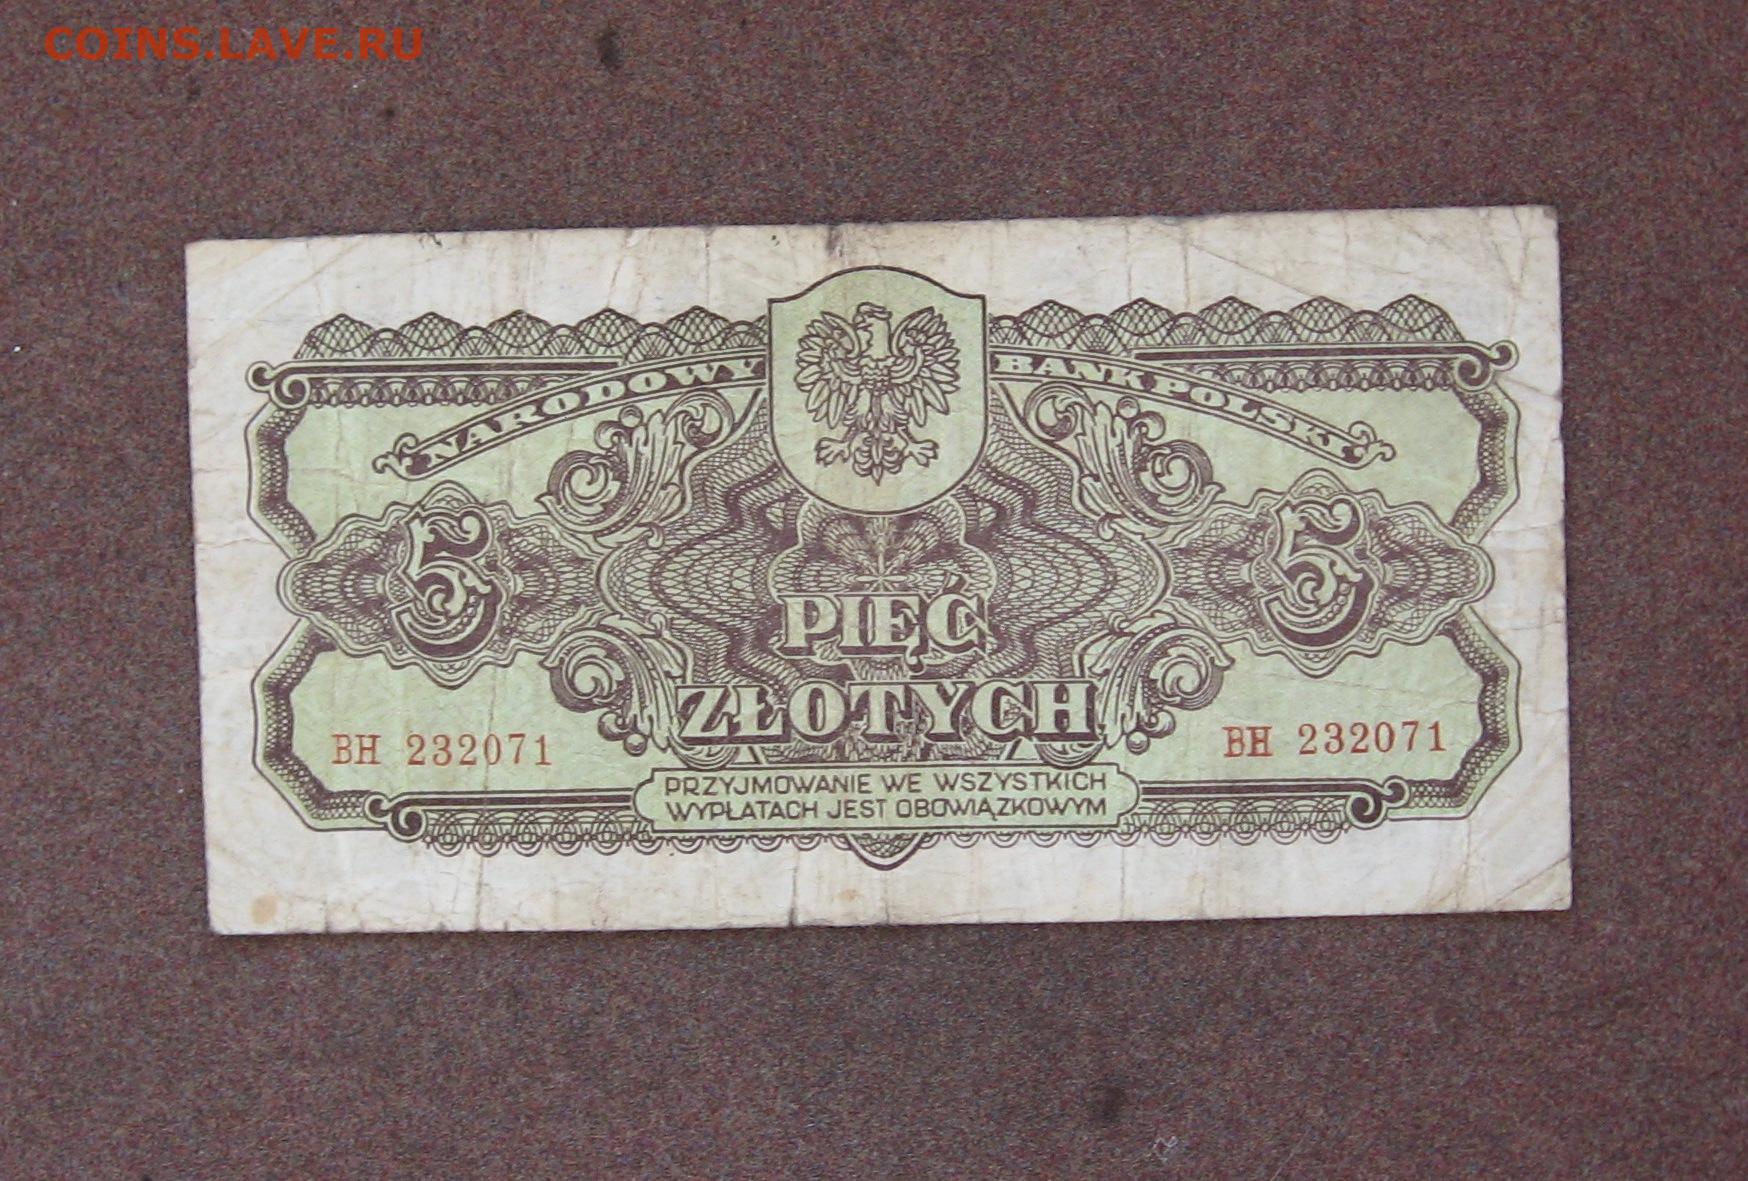 COINS.LAVE.RU
NARODOWY BANK POLSKI
5 5
PIĘĆ
ZŁOTYCH
BH 232071 BH 232071
PRZYJMOWANIE WE WSZYSTKICH
WYPŁATACH JEST OBOWIĄZKOWYM